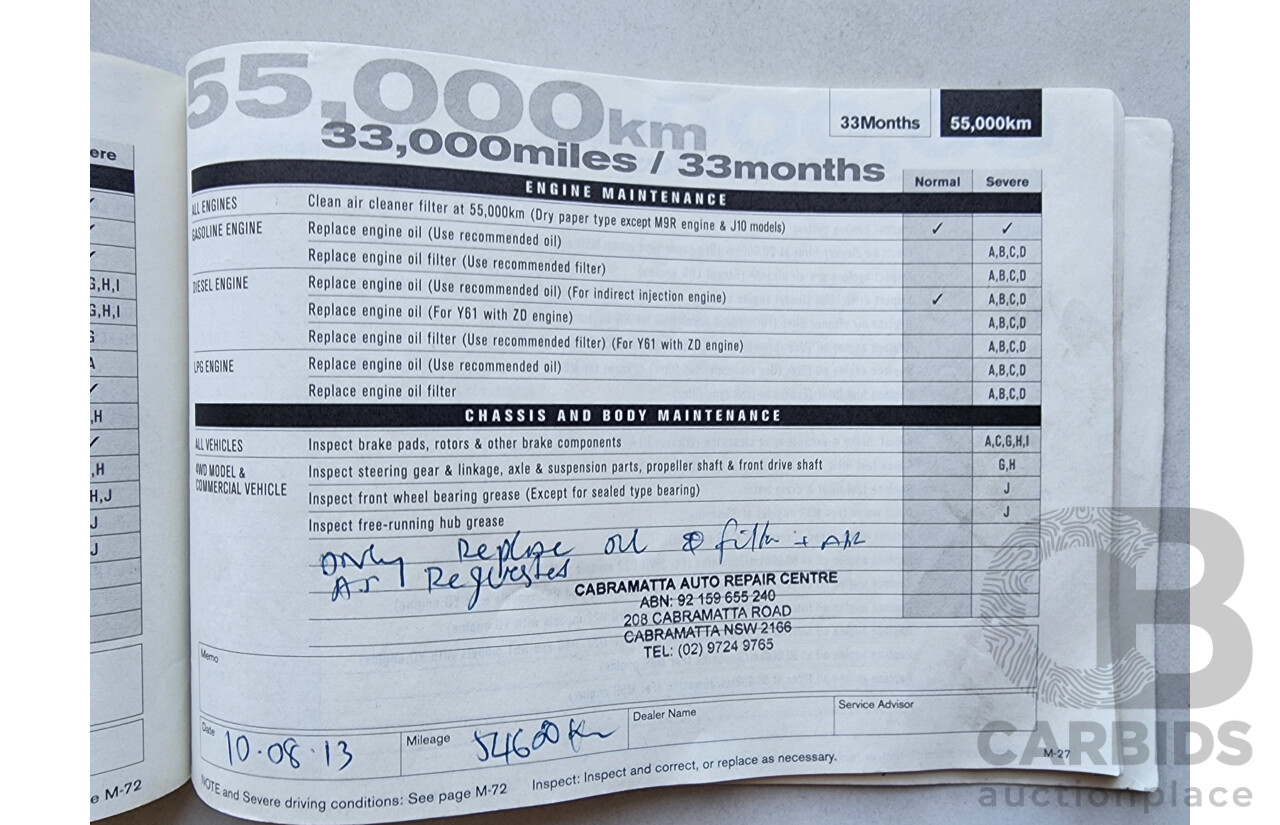 55,000km
33,000miles / 33months
33Months
55,000km
Normal
Severe
ENGINE MAINTENANCE
ALL ENGINES
Clean air cleaner filter at 55,000km (Dry paper type except M9R engine & J10 models)
✓ ✓
GASOLINE ENGINE
Replace engine oil (Use recommended oil)
A,B,C,D
Replace engine oil filter (Use recommended filter)
A,B,C,D
DIESEL ENGINE
Replace engine oil (Use recommended oil) (For indirect injection engine)
✓ A,B,C,D
Replace engine oil (For Y61 with ZD engine)
A,B,C,D
Replace engine oil filter (Use recommended filter) (For Y61 with ZD engine)
A,B,C,D
LPG ENGINE
Replace engine oil (Use recommended oil)
A,B,C,D
Replace engine oil filter
A,B,C,D
CHASSIS AND BODY MAINTENANCE
ALL VEHICLES
Inspect brake pads, rotors & other brake components
A,C,G,H,I
4WD MODEL &
COMMERCIAL VEHICLE
Inspect steering gear & linkage, axle & suspension parts, propeller shaft & front drive shaft
G,H
Inspect front wheel bearing grease (Except for sealed type bearing)
J
Inspect free-running hub grease
J
Only Replace oil & filter + AIR
As Requested
CABRAMATTA AUTO REPAIR CENTRE
ABN: 92 159 655 240
208 CABRAMATTA ROAD
CABRAMATTA NSW 2166
TEL: (02) 9724 9765
Memo
Date
10.08.13
Mileage
54600 Km
Dealer Name
Service Advisor
NOTE and Severe driving conditions: See page M-72
Inspect: Inspect and correct, or replace as necessary.
M-27
ere
G,H,I
G,H,I
G
A
,H
,H
H,J
J
J
e M-72
CARBIDS
auctionplace